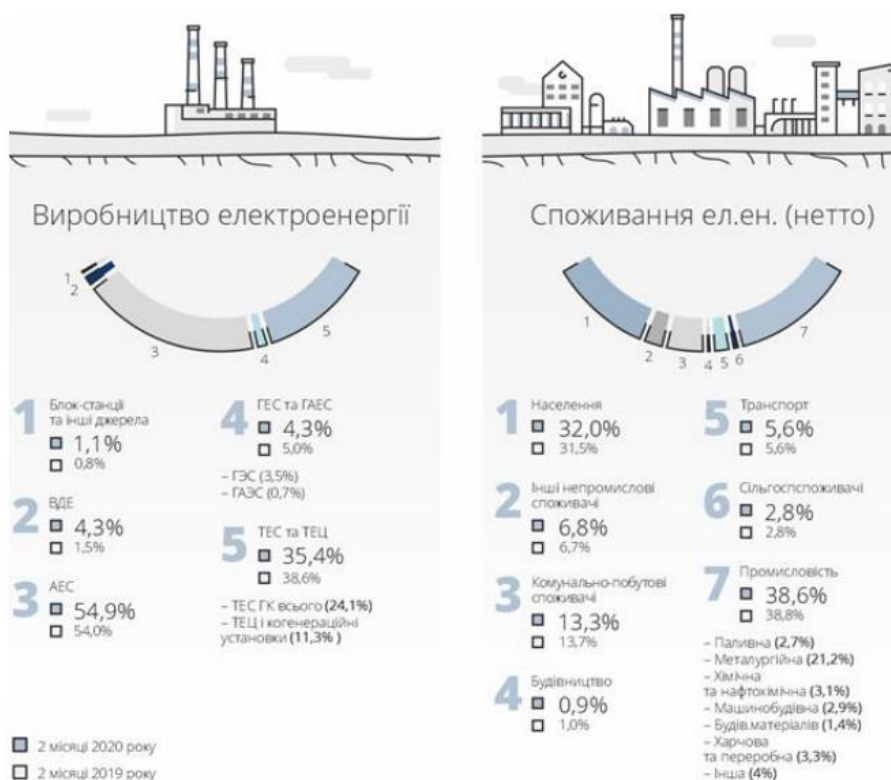 Виробництво електроенергії
1
2
3
4
5
1
Блок-станції
та інші джерела
1,1%
0,8%
2
ВДЕ
4,3%
1,5%
3
АЕС
54,9%
54,0%
4
ГЕС та ГАЕС
4,3%
5,0%
– ГЭС (3,5%)
– ГАЭС (0,7%)
5
ТЕС та ТЕЦ
35,4%
38,6%
– ТЕС ГК всього (24,1%)
– ТЕЦ і когенераційні
установки (11,3% )
2 місяці 2020 року
2 місяці 2019 року
Споживання ел.ен. (нетто)
1
2
3
4
5
6
7
1
Населення
32,0%
31,5%
2
Інші непромислові
споживачі
6,8%
6,7%
3
Комунально-побутові
споживачі
13,3%
13,7%
4
Будівництво
0,9%
1,0%
5
Транспорт
5,6%
5,6%
6
Сільгоспспоживачі
2,8%
2,8%
7
Промисловість
38,6%
38,8%
– Паливна (2,7%)
– Металургійна (21,2%)
– Хімічна
та нафтохімічна (3,1%)
– Машинобудівна (2,9%)
– Будів.матеріалів (1,4%)
– Харчова
та переробна (3,3%)
– Інша (4%)